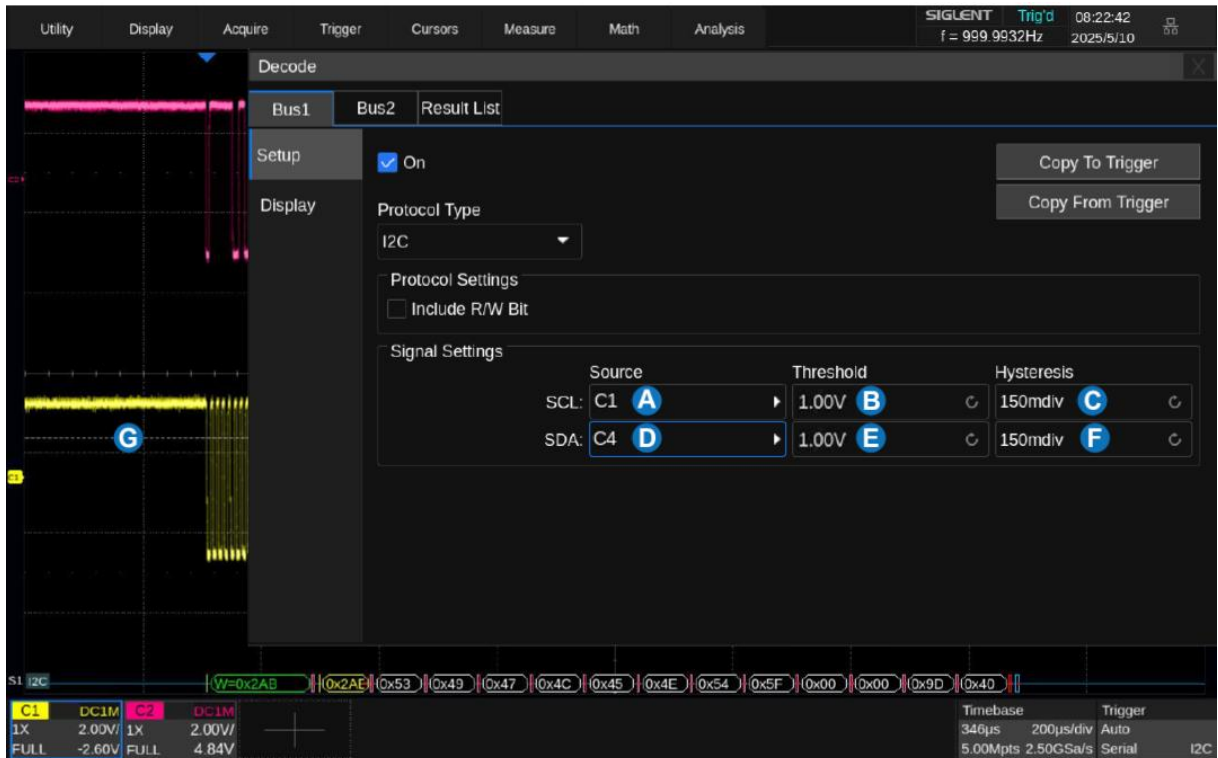 Utility Display Acquire Trigger Cursors Measure Math Analysis SIGLENT Trig'd 08:22:42
f = 999.9932Hz 2025/5/10
Decode X
Bus1 Bus2 Result List
Setup On Copy To Trigger
Display Protocol Type Copy From Trigger
I2C
Protocol Settings
Include R/W Bit
Signal Settings
Source Threshold Hysteresis
SCL: C1 A 1.00V B 150mdiv C
SDA: C4 D 1.00V E 150mdiv F
G
C1
S1 I2C W=0x2AB 0x2AB 0x53 0x49 0x47 0x4C 0x45 0x4E 0x54 0x5F 0x00 0x00 0x9D 0x40
C1 DC1M C2 DC1M Timebase Trigger
1X 2.00V/ 1X 2.00V/ 346µs 200µs/div Auto
FULL -2.60V FULL 4.84V 5.00Mpts 2.50GSa/s Serial I2C